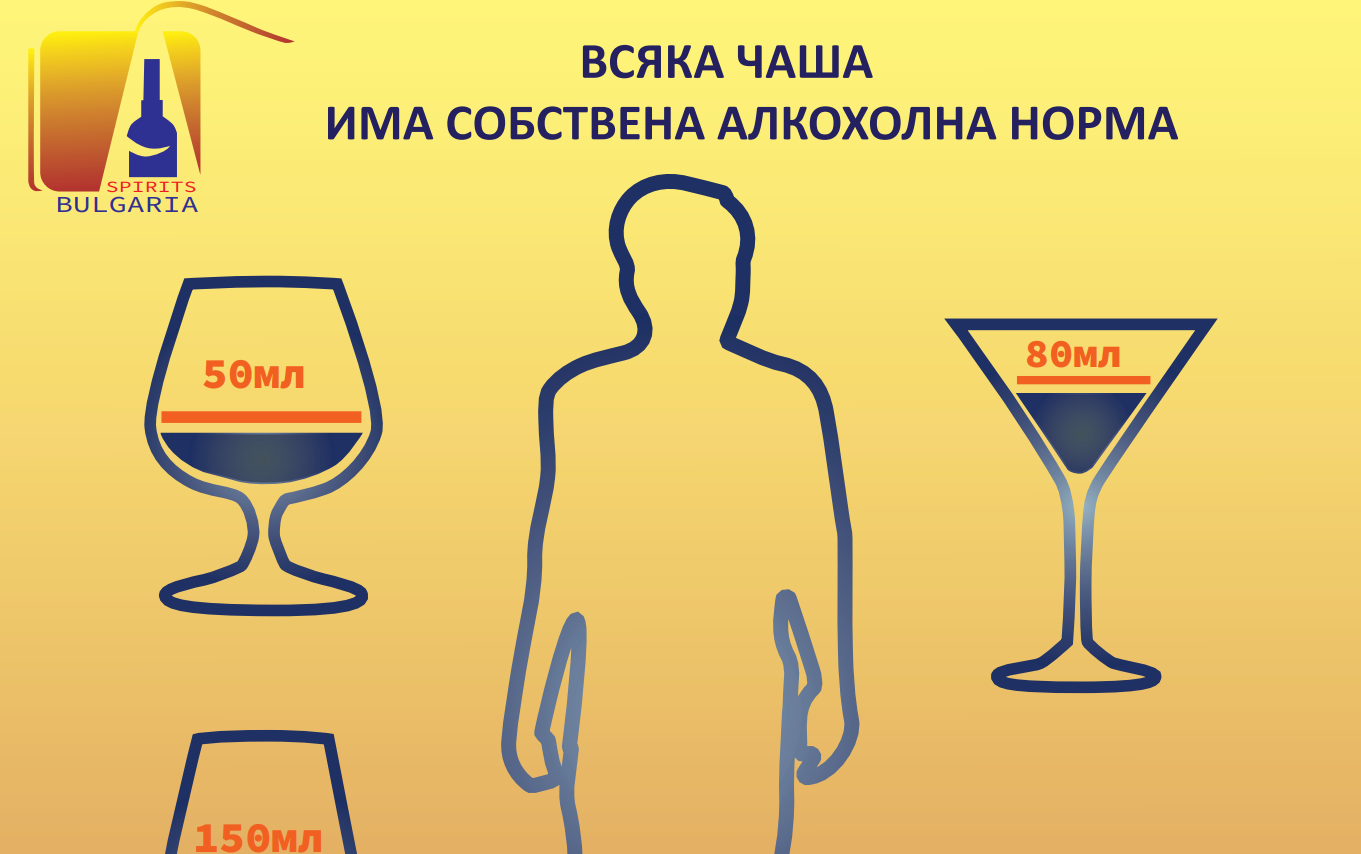 SPIRITS
BULGARIA
ВСЯКА ЧАША
ИМА СОБСТВЕНА АЛКОХОЛНА НОРМА
50мл
80мл
150мл